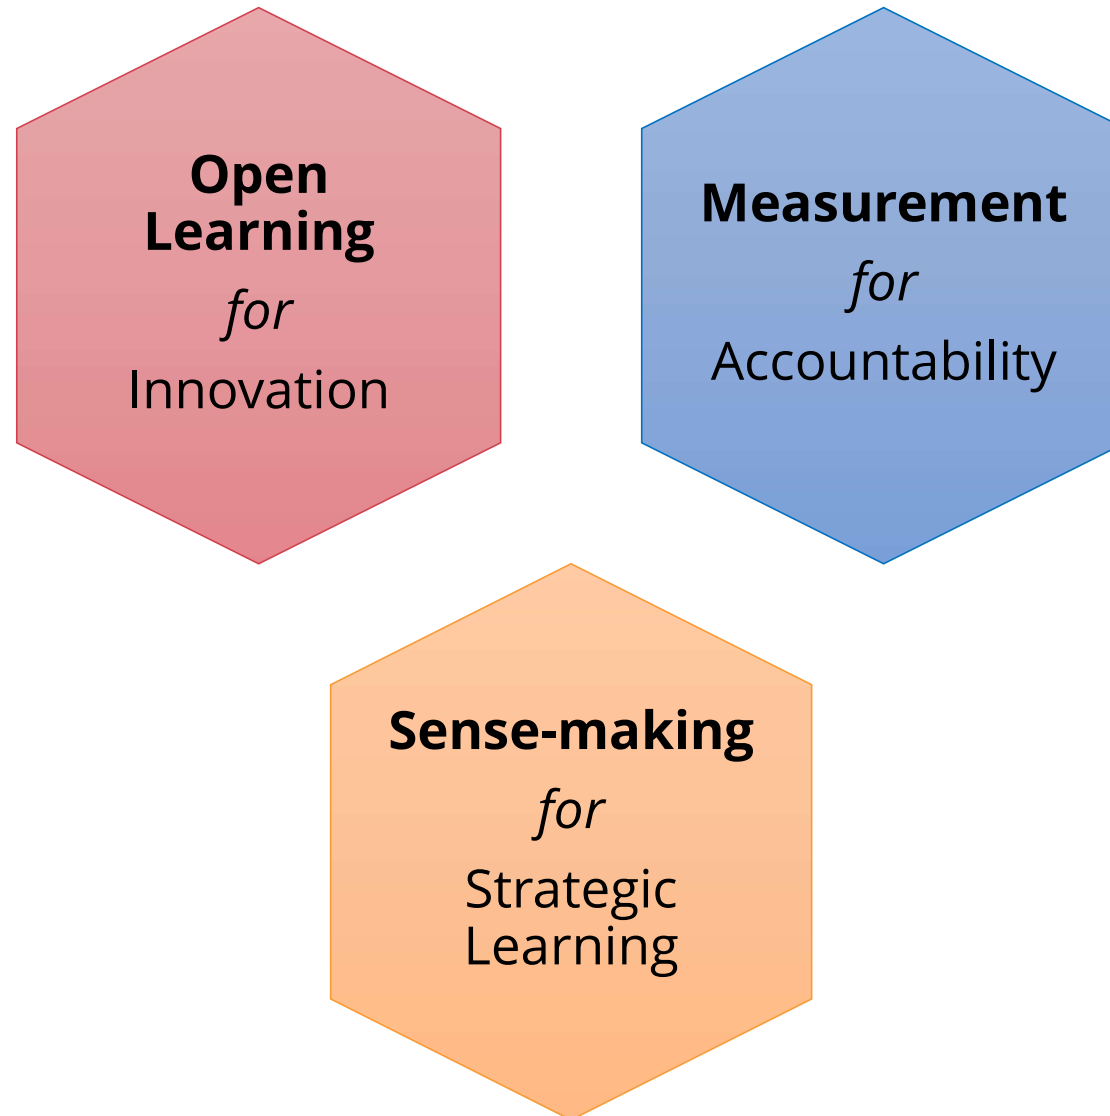 Open
Learning
for
Innovation
Measurement
for
Accountability
Sense-making
for
Strategic
Learning